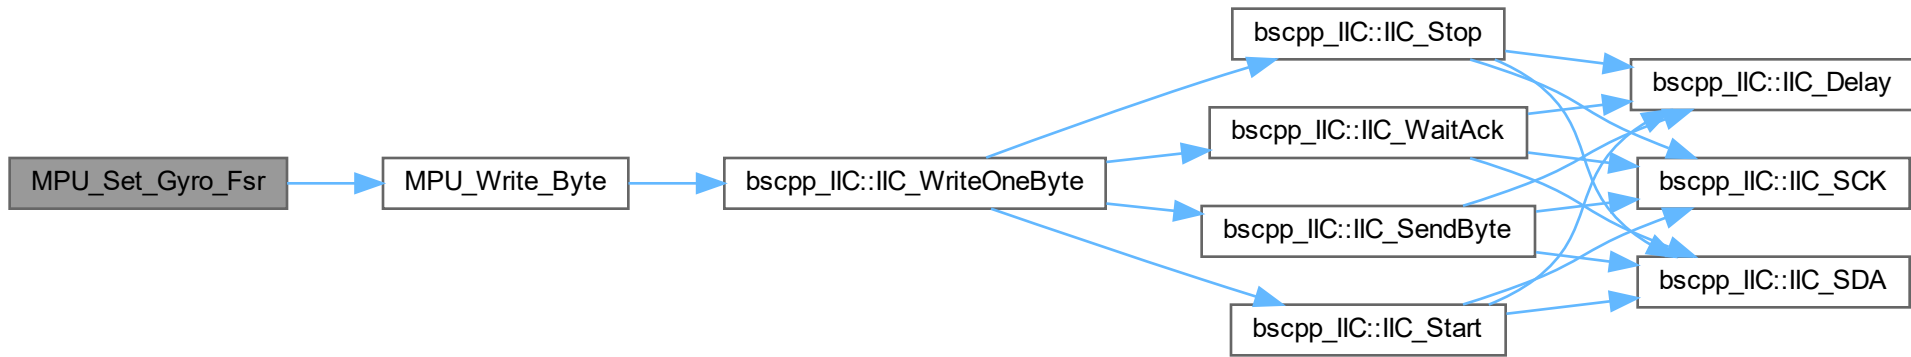 MPU_Set_Gyro_Fsr
MPU_Write_Byte
bscpp_IIC::IIC_WriteOneByte
bscpp_IIC::IIC_Stop
bscpp_IIC::IIC_WaitAck
bscpp_IIC::IIC_SendByte
bscpp_IIC::IIC_Start
bscpp_IIC::IIC_Delay
bscpp_IIC::IIC_SCK
bscpp_IIC::IIC_SDA